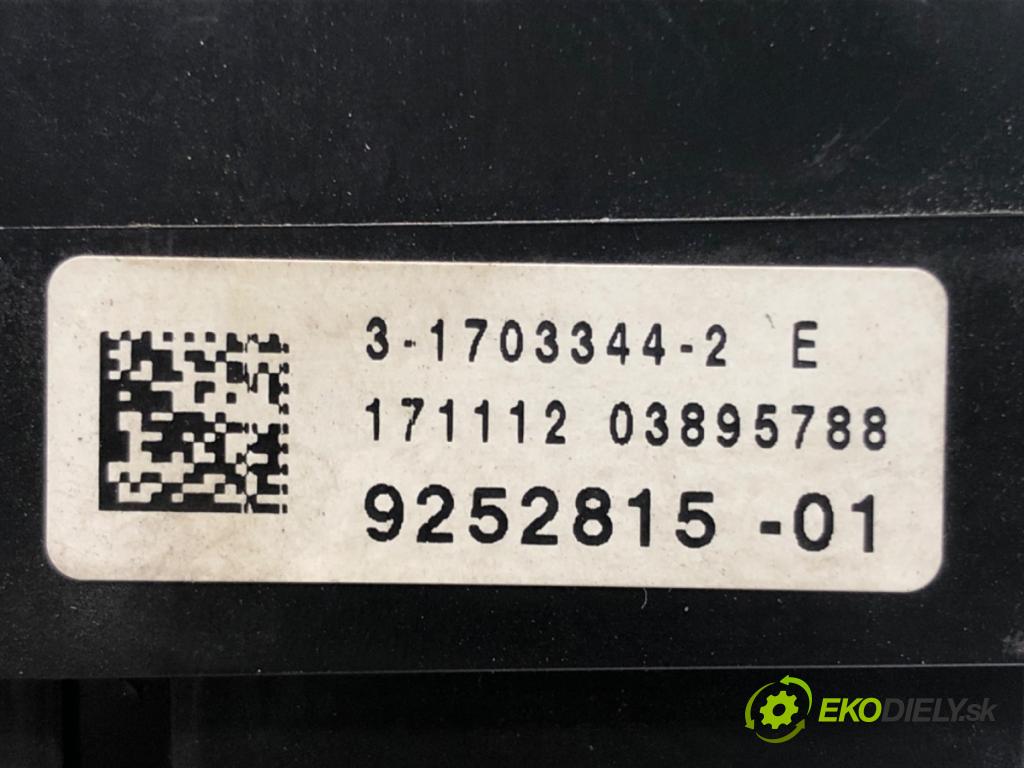 3-1703344-2 E
171112 03895788
9252815 -01
EKODIELY.sk